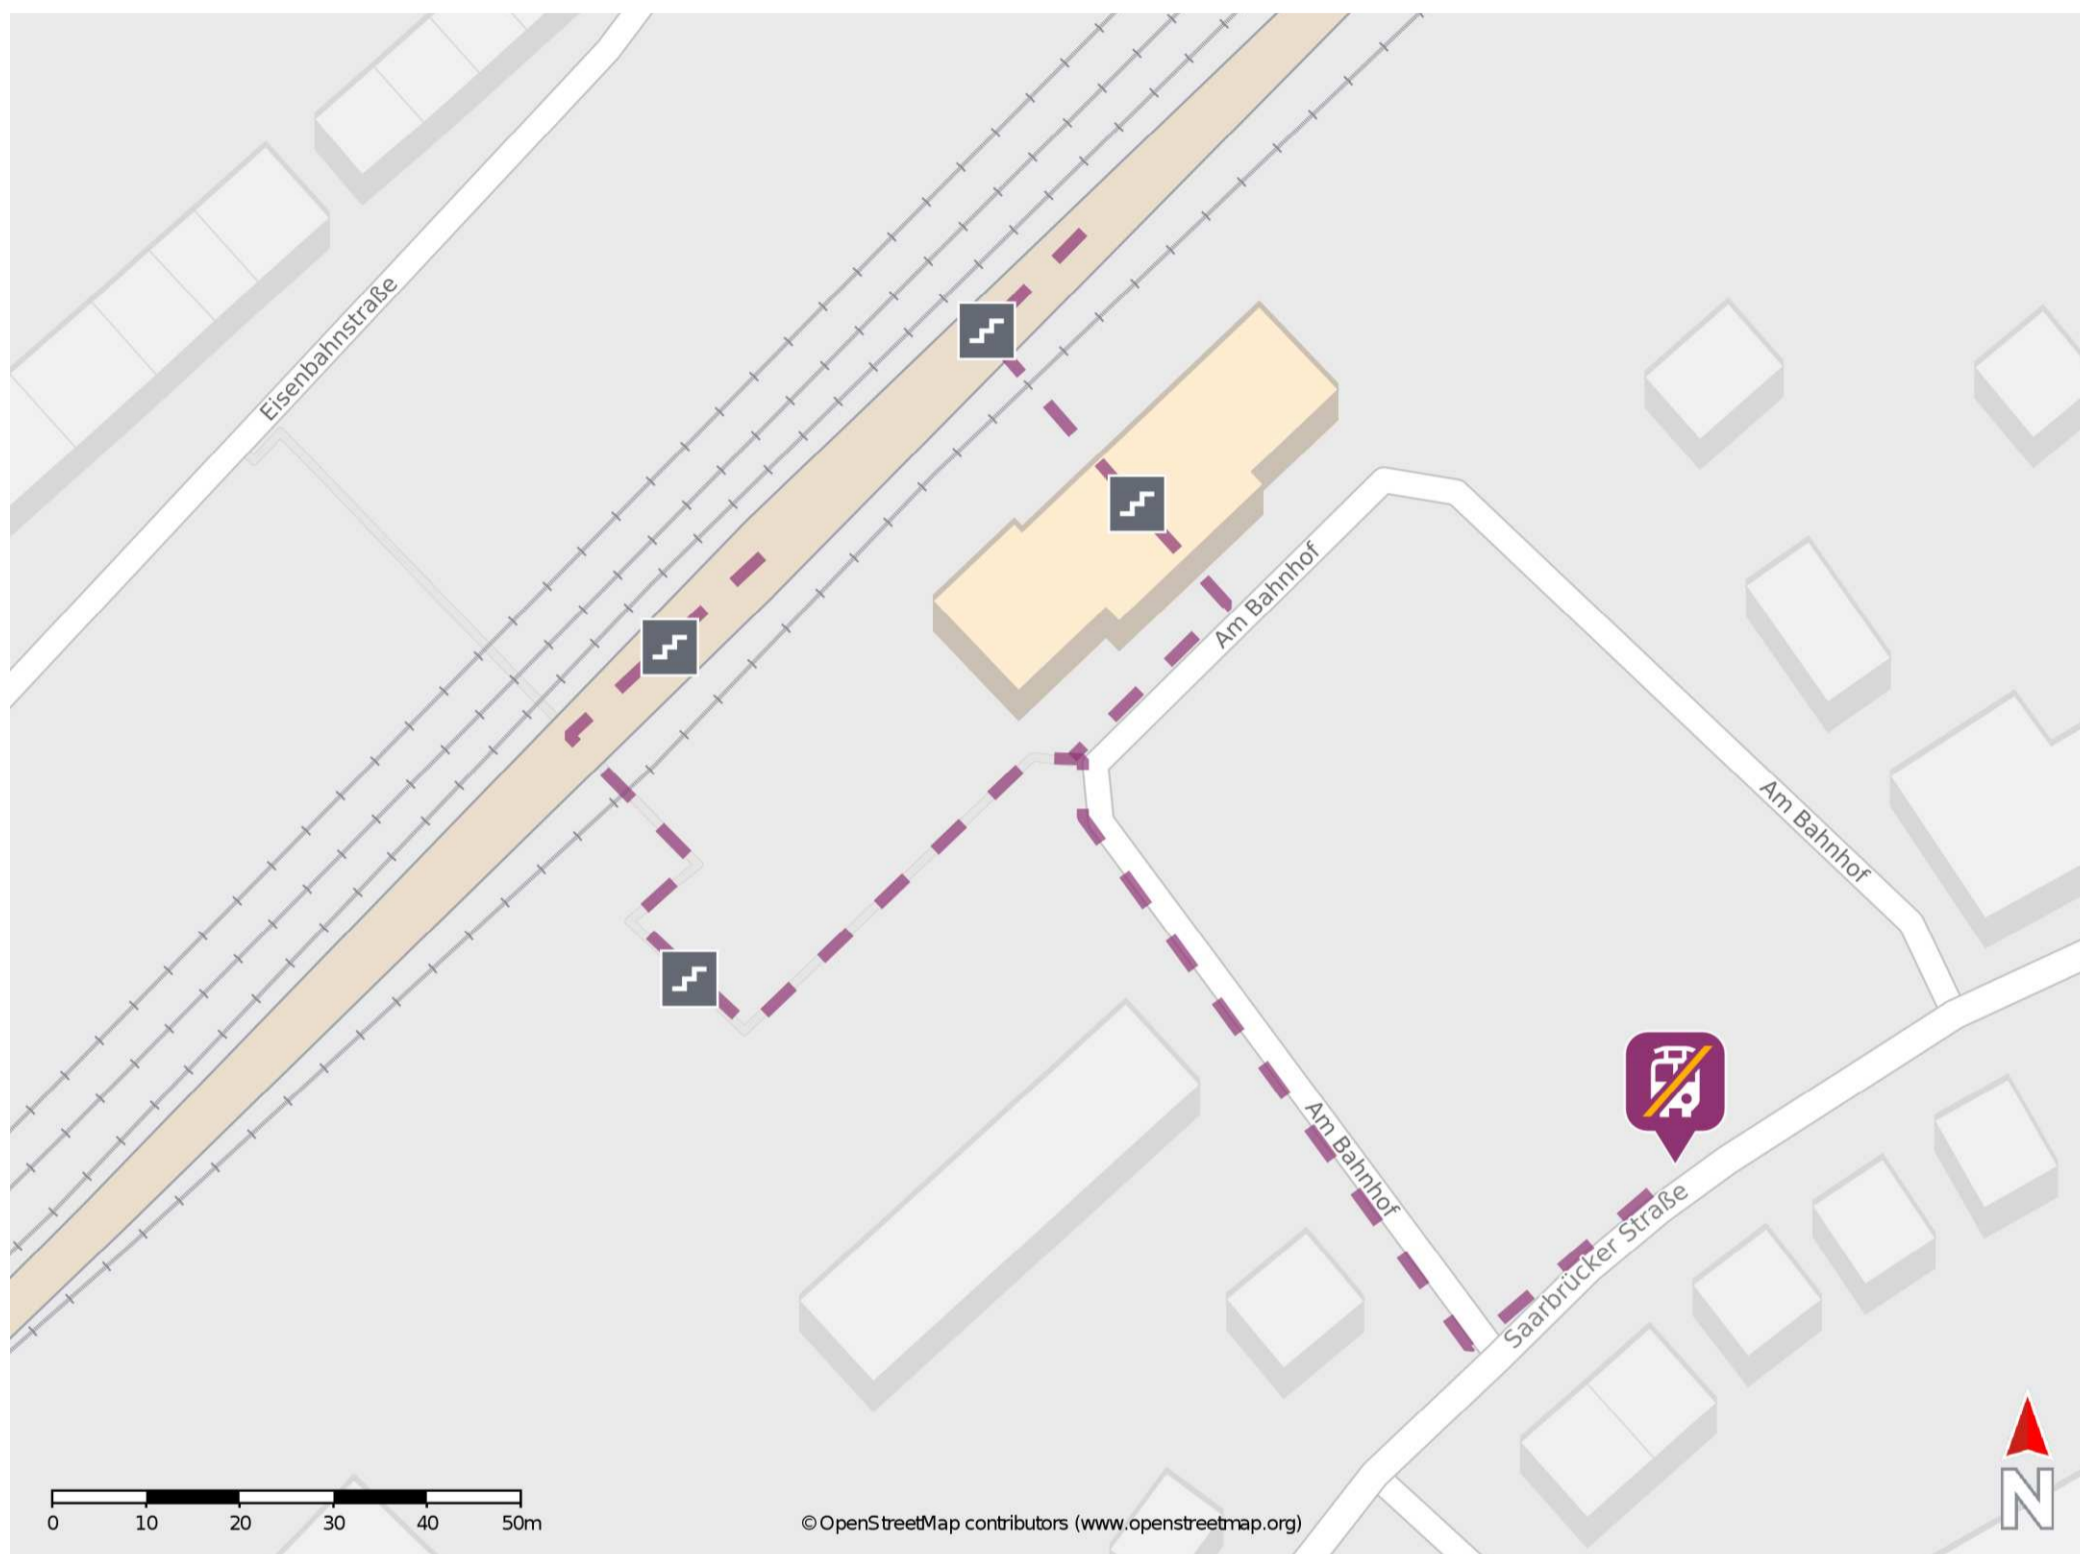 Eisenbahnstraße
Am Bahnhof
Am Bahnhof
Am Bahnhof
Saarbrücker Straße
0 10 20 30 40 50m
© OpenStreetMap contributors (www.openstreetmap.org)
N